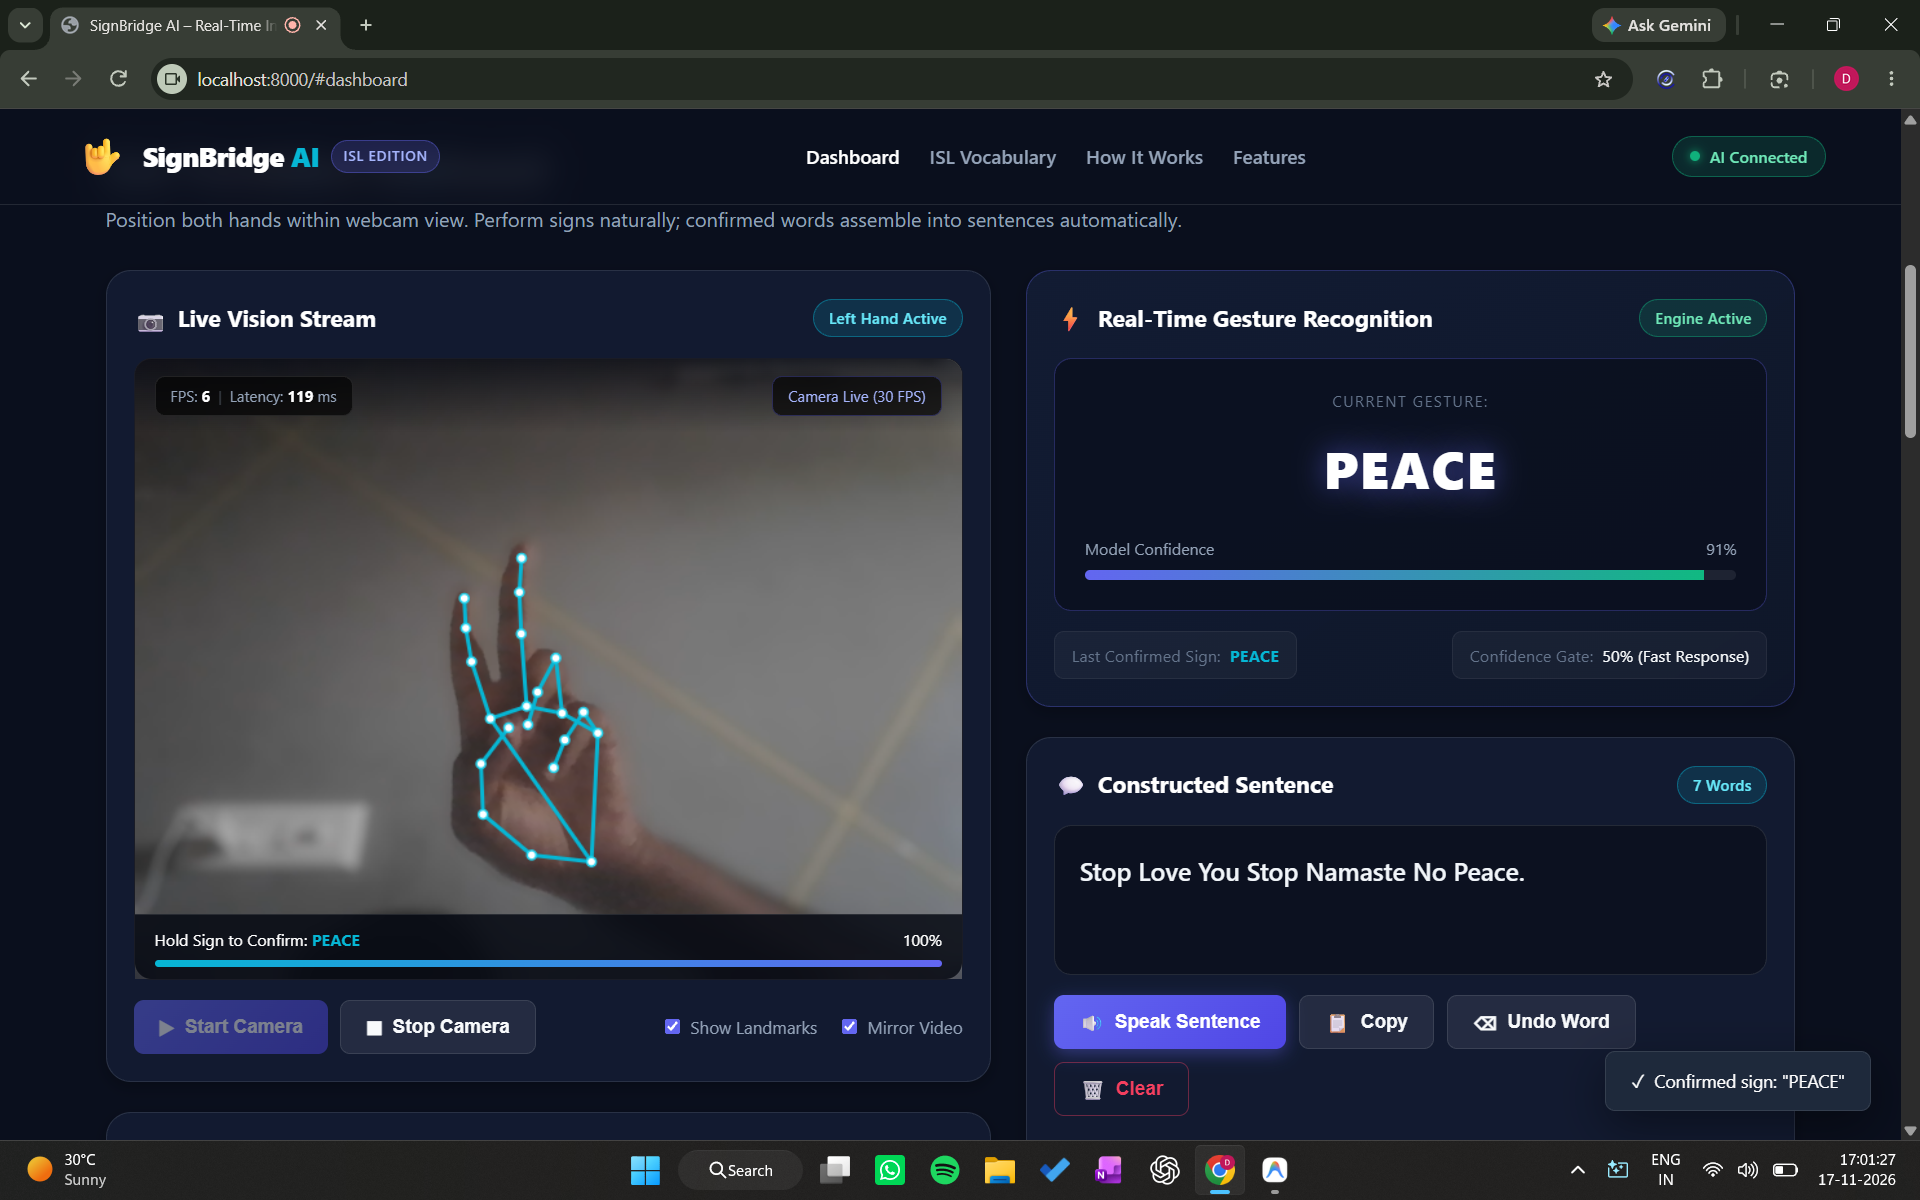 SignBridge AI – Real-Time In
Ask Gemini
localhost:8000/#dashboard
D
SignBridge AI
ISL EDITION
Dashboard
ISL Vocabulary
How It Works
Features
AI Connected
Position both hands within webcam view. Perform signs naturally; confirmed words assemble into sentences automatically.
Live Vision Stream
Left Hand Active
FPS: 6 | Latency: 119 ms
Camera Live (30 FPS)
Hold Sign to Confirm: PEACE
100%
Start Camera
Stop Camera
Show Landmarks
Mirror Video
Real-Time Gesture Recognition
Engine Active
CURRENT GESTURE:
PEACE
Model Confidence
91%
Last Confirmed Sign: PEACE
Confidence Gate: 50% (Fast Response)
Constructed Sentence
7 Words
Stop Love You Stop Namaste No Peace.
Speak Sentence
Copy
Undo Word
Clear
✓ Confirmed sign: "PEACE"
30°C
Sunny
Search
N
D
ENG
IN
17:01:27
17-11-2026